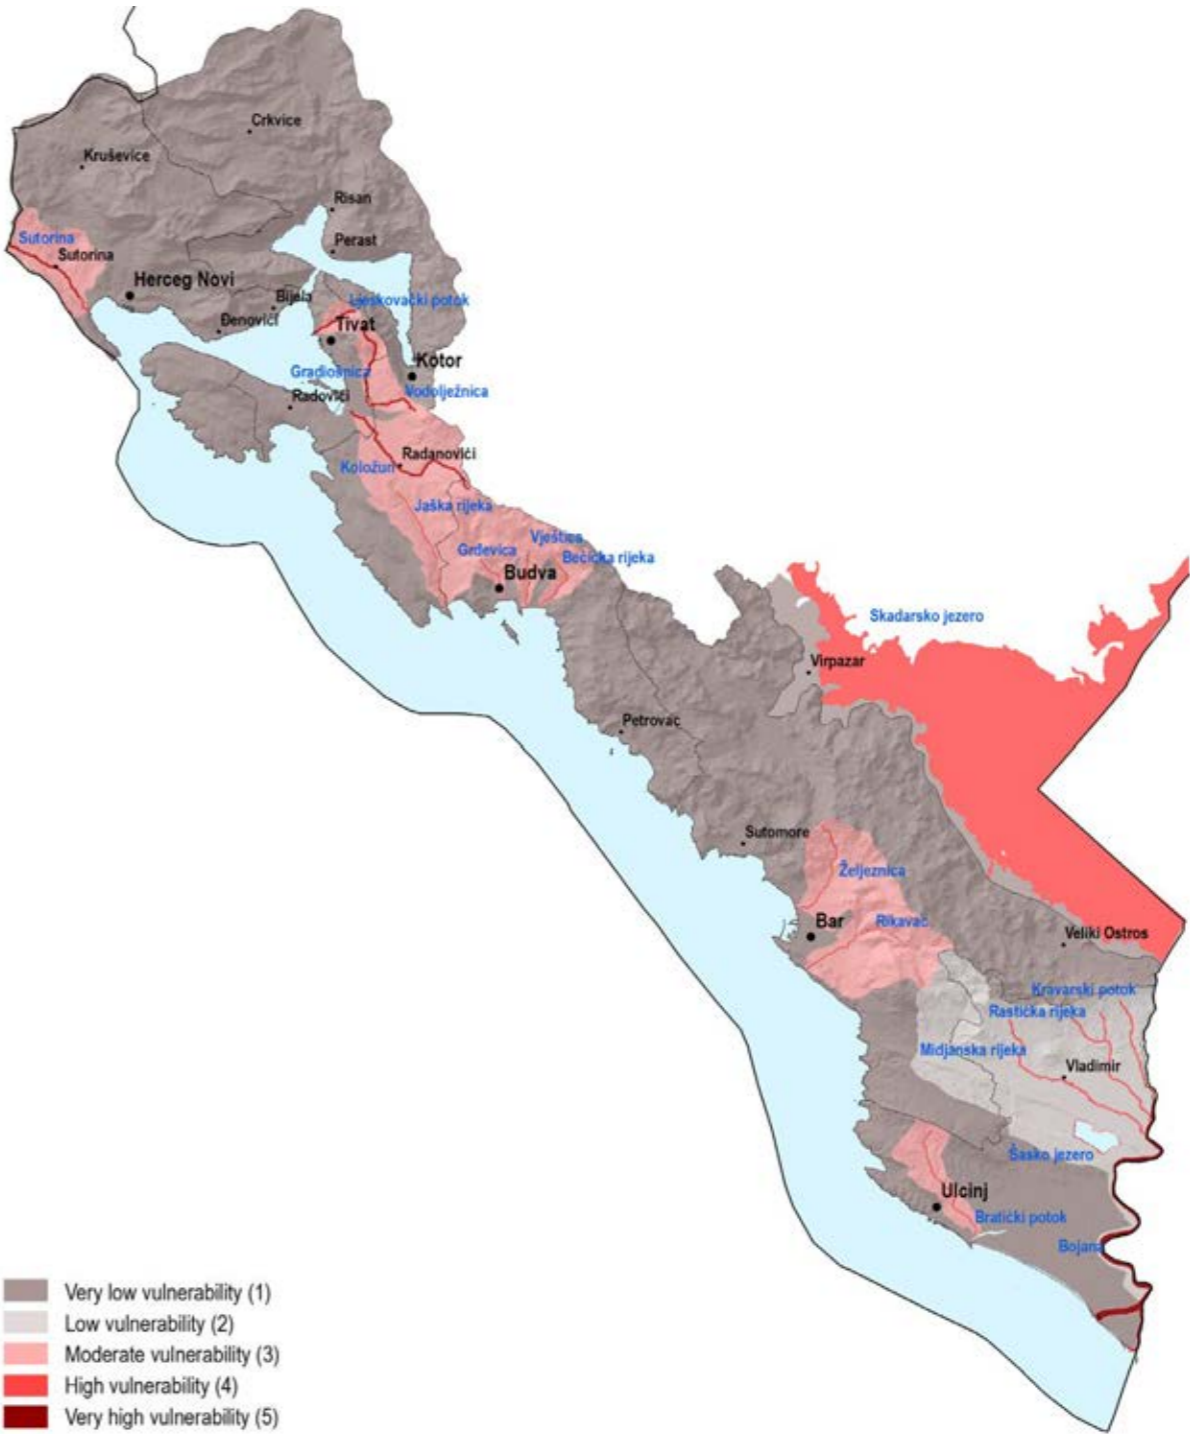 Crkvice
Kruševice
Risan
Sutorina
Perast
Sutorina
Herceg Novi
Bijela
Ljeskovački potok
Đenovići
Tivat
Kotor
Gradiošnica
Vodolježnica
Radovići
Radanovići
Koložun
Jaška rijeka
Vještica
Grdevica
Bečićka rijeka
Budva
Skadarsko jezero
Virpazar
Petrovac
Sutomore
Željeznica
Bar
Rikavac
Veliki Ostros
Kravarski potok
Rastička rijeka
Midjanska rijeka
Vladimir
Šasko jezero
Ulcinj
Bratički potok
Bojana
Very low vulnerability (1)
Low vulnerability (2)
Moderate vulnerability (3)
High vulnerability (4)
Very high vulnerability (5)